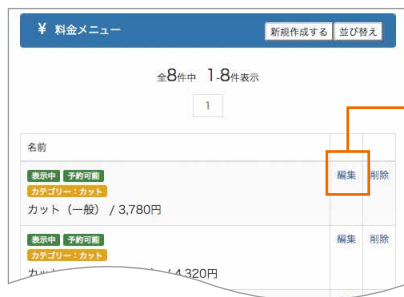 ¥ 料金メニュー 新規作成する 並び替え
全8件中 1-8件表示
1
名前
表示中 予約可能 編集 削除
カテゴリー：カット
カット（一般） / 3,780円
表示中 予約可能 編集 削除
カテゴリー：カット
/ 4,320円